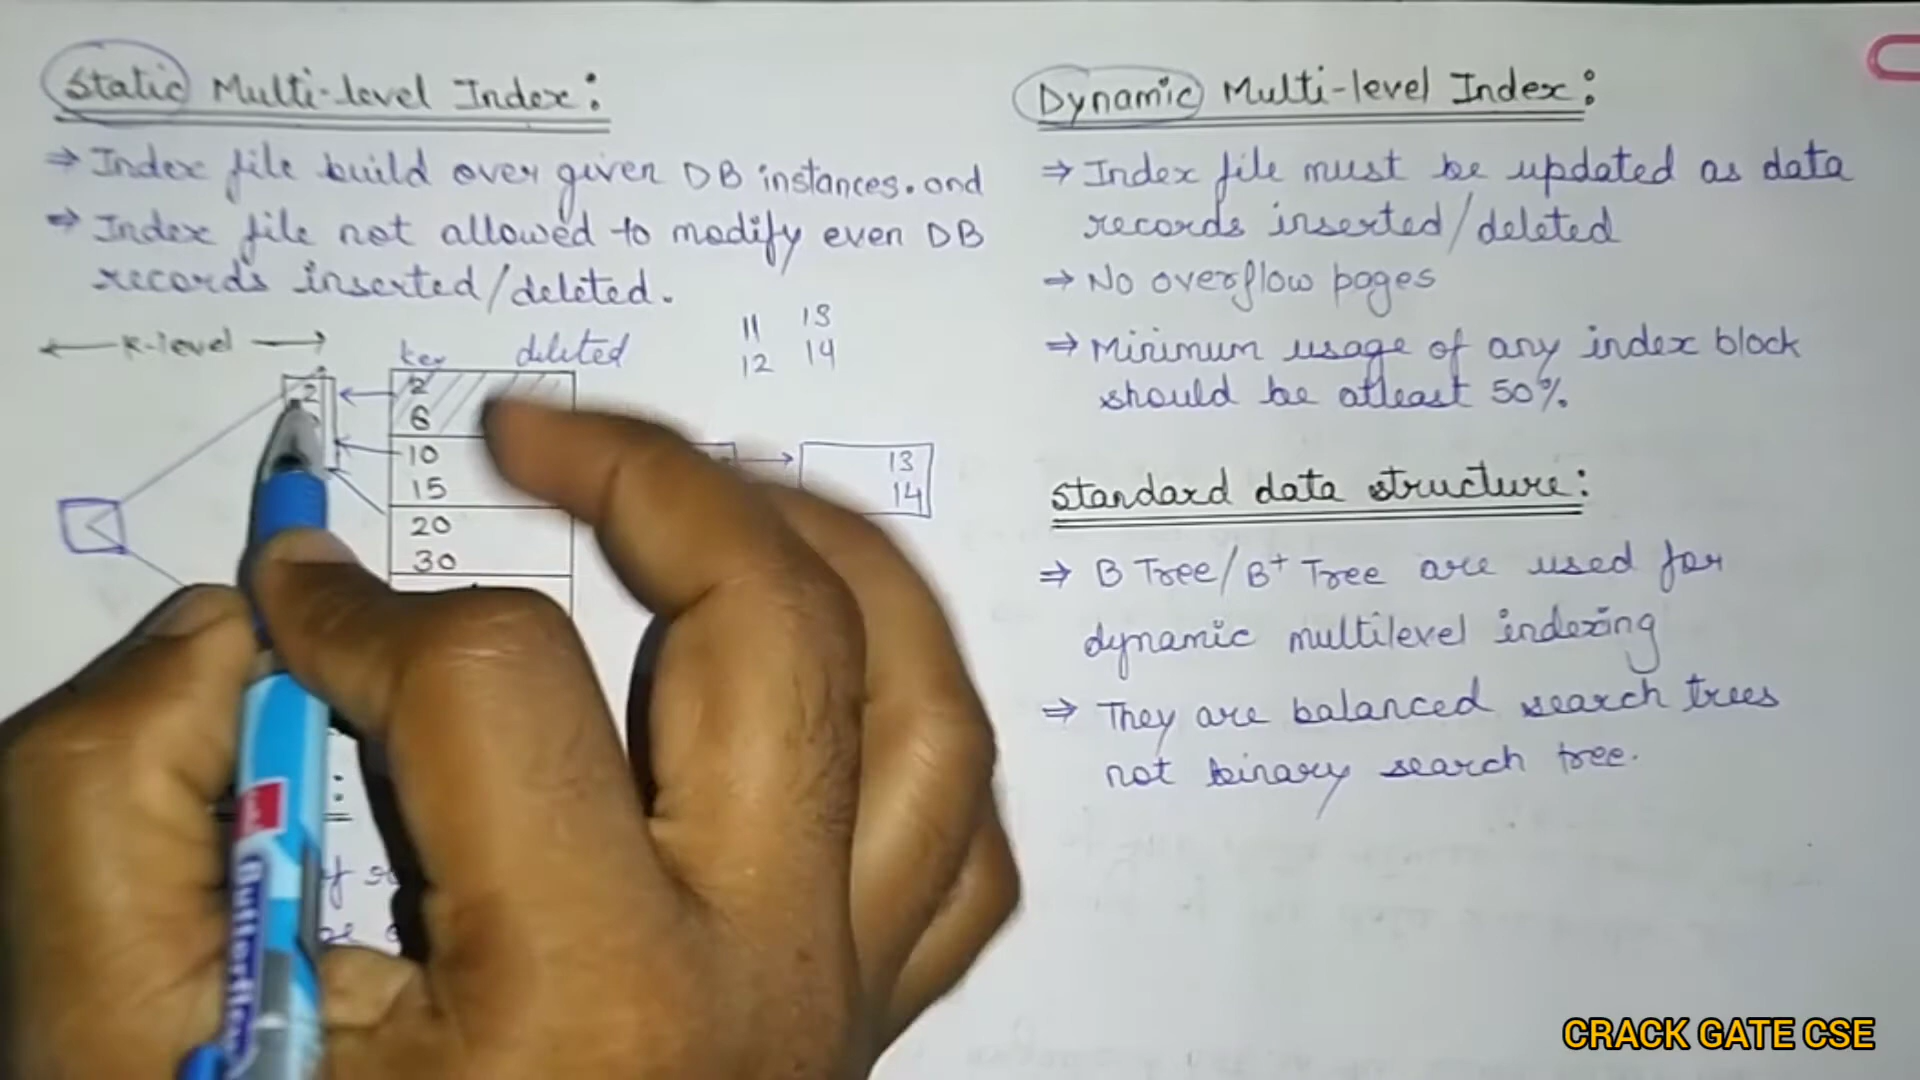 Static Multi-level Index:
⇒ Index file build over given DB instances. and
⇒ Index file not allowed to modify even DB
records inserted/deleted.
K-level
key
deleted
11 13
12 14
2
2
6
10
15
20
30
13
14
Dynamic Multi-level Index:
⇒ Index file must be updated as data
records inserted/deleted
⇒ No overflow pages
⇒ Minimum usage of any index block
should be atleast 50%.
Standard data structure:
⇒ B Tree/B+ Tree are used for
dynamic multilevel indexing
⇒ They are balanced search trees
not binary search tree.
Butterflow
CRACK GATE CSE